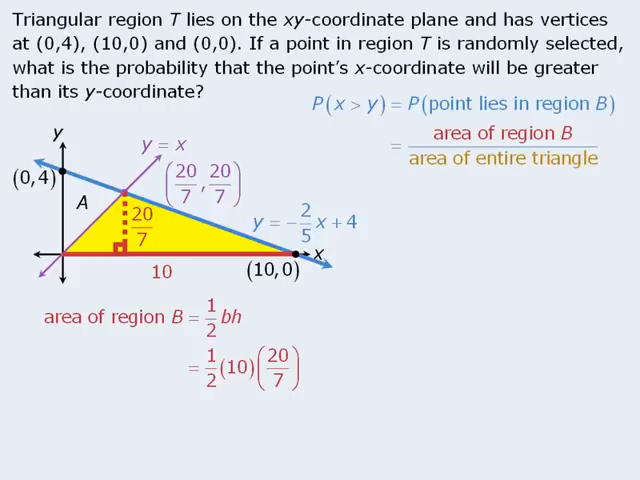 Triangular region T lies on the xy-coordinate plane and has vertices
at (0,4), (10,0) and (0,0). If a point in region T is randomly selected,
what is the probability that the point's x-coordinate will be greater
than its y-coordinate?
P(x > y) = P(point lies in region B)
= area of region B / area of entire triangle
y
y = x
(0,4)
(20/7, 20/7)
A
20/7
y = -2/5 x + 4
x
10
(10,0)
area of region B = 1/2 bh
= 1/2 (10)(20/7)